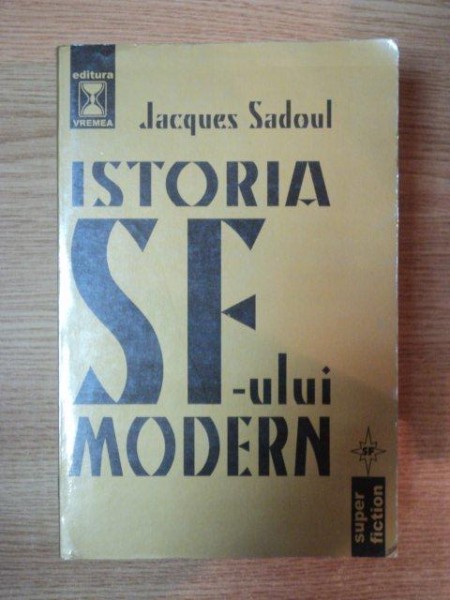 editura
VREMEA
Jacques Sadoul
ISTORIA
SF
-ului
MODERN
SF
super
fiction